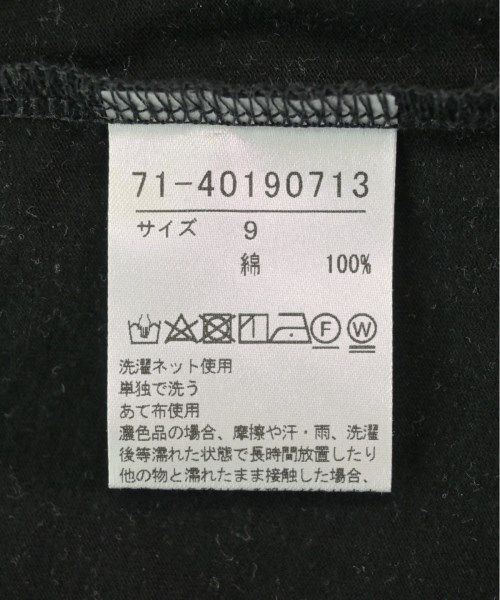 71-40190713
サイズ 9
綿 100%
F W
洗濯ネット使用
単独で洗う
あて布使用
濃色品の場合、摩擦や汗・雨、洗濯
後等濡れた状態で長時間放置したり
他の物と濡れたまま接触した場合、